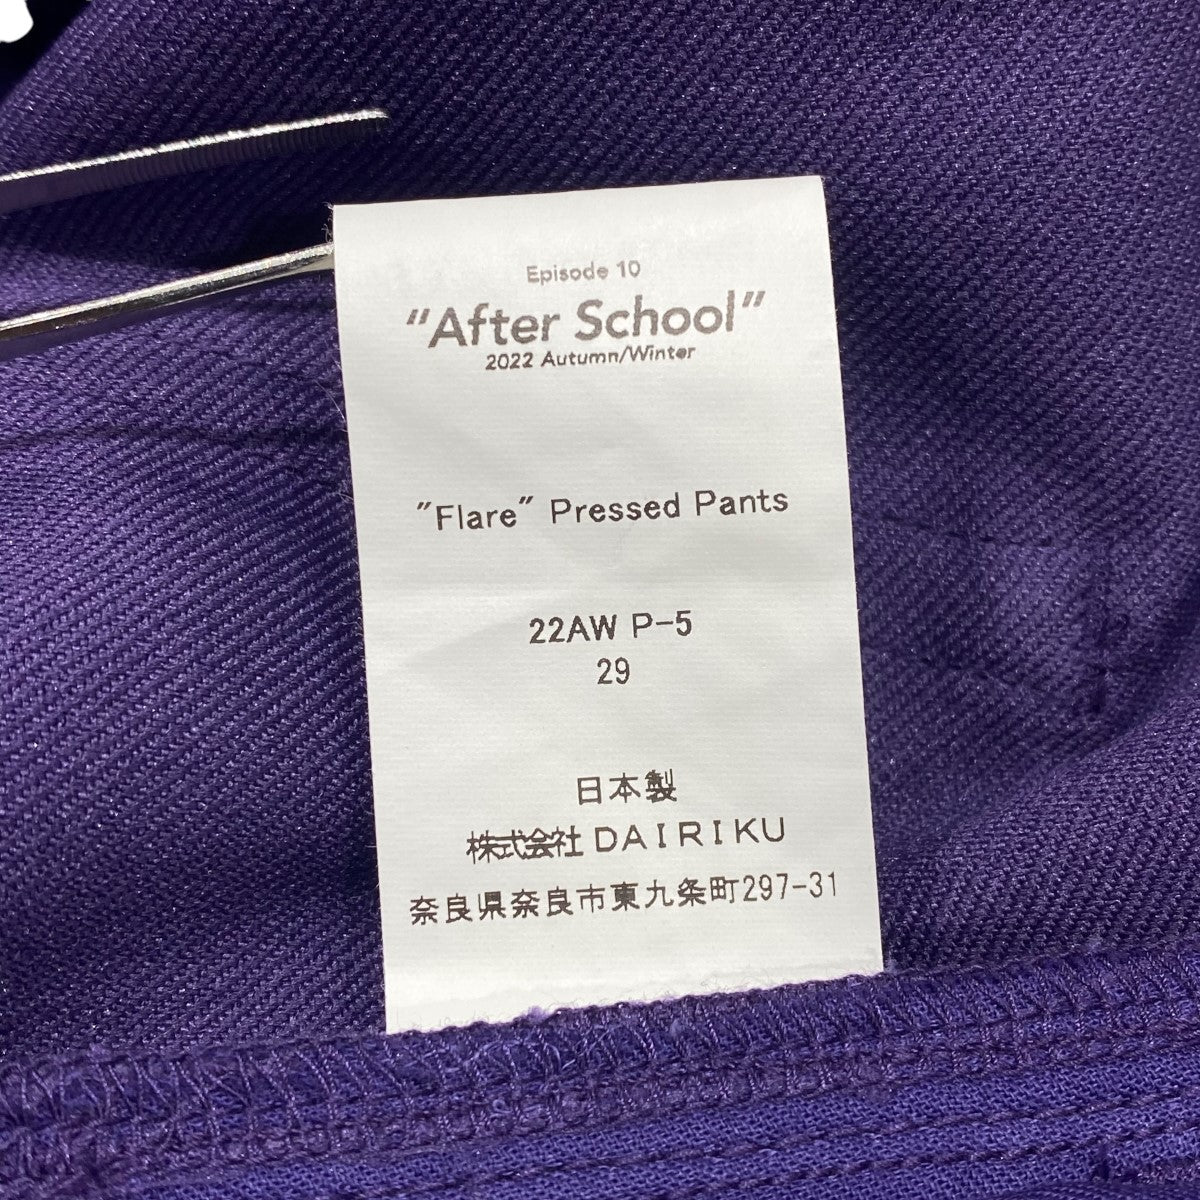 Episode 10
"After School"
2022 Autumn/Winter
"Flare" Pressed Pants
22AW P-5
29
日本製
株式会社 DAIRIKU
奈良県奈良市東九条町297-31